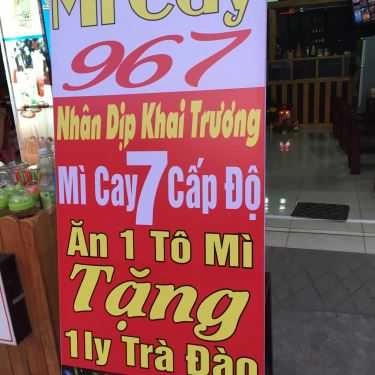 Mì Cay
967
Nhân Dịp Khai Trương
Mì Cay 7 Cấp Độ
Ăn 1 Tô Mì
Tặng
1ly Trà Đào